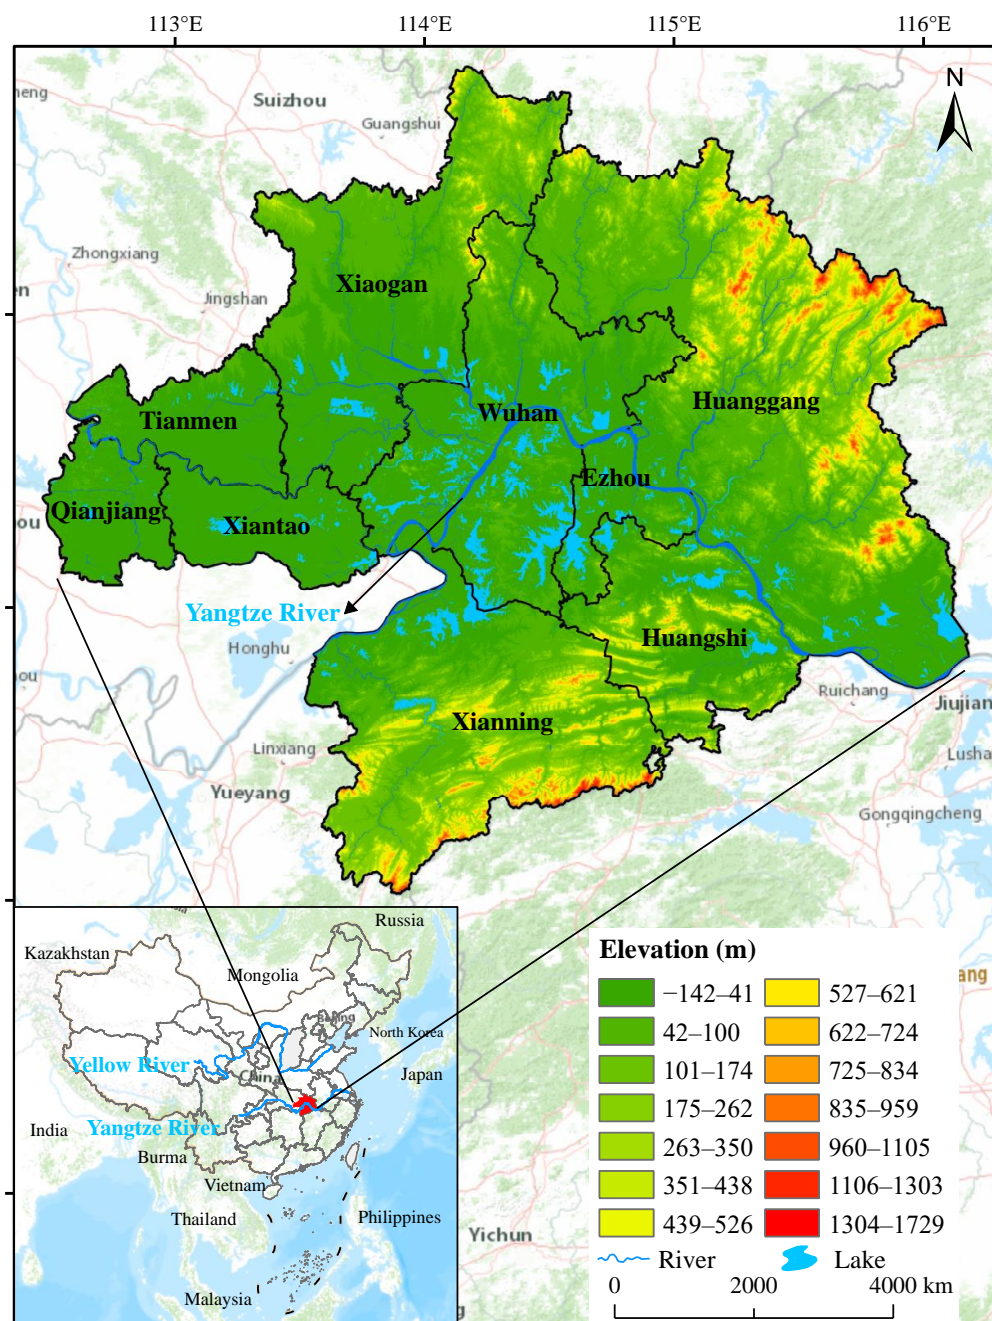 113°E 114°E 115°E 116°E
N
Suizhou
Guangshui
Zhongxiang
Xiaogan
Jingshan
Tianmen
Wuhan
Huanggang
Qianjiang
Xiantao
Ezhou
Yangtze River
Honghu
Huangshi
Ruichang
Jiujian
Xianning
Linxiang
Lusha
Yueyang
Gongqingcheng
Russia
Kazakhstan
Mongolia
Beijing
North Korea
Yellow River
China
Japan
Yangtze River
India
Burma
Vietnam
Thailand
Philippines
Malaysia
Yichun
Elevation (m)
−142–41 527–621
42–100 622–724
101–174 725–834
175–262 835–959
263–350 960–1105
351–438 1106–1303
439–526 1304–1729
River Lake
0 2000 4000 km